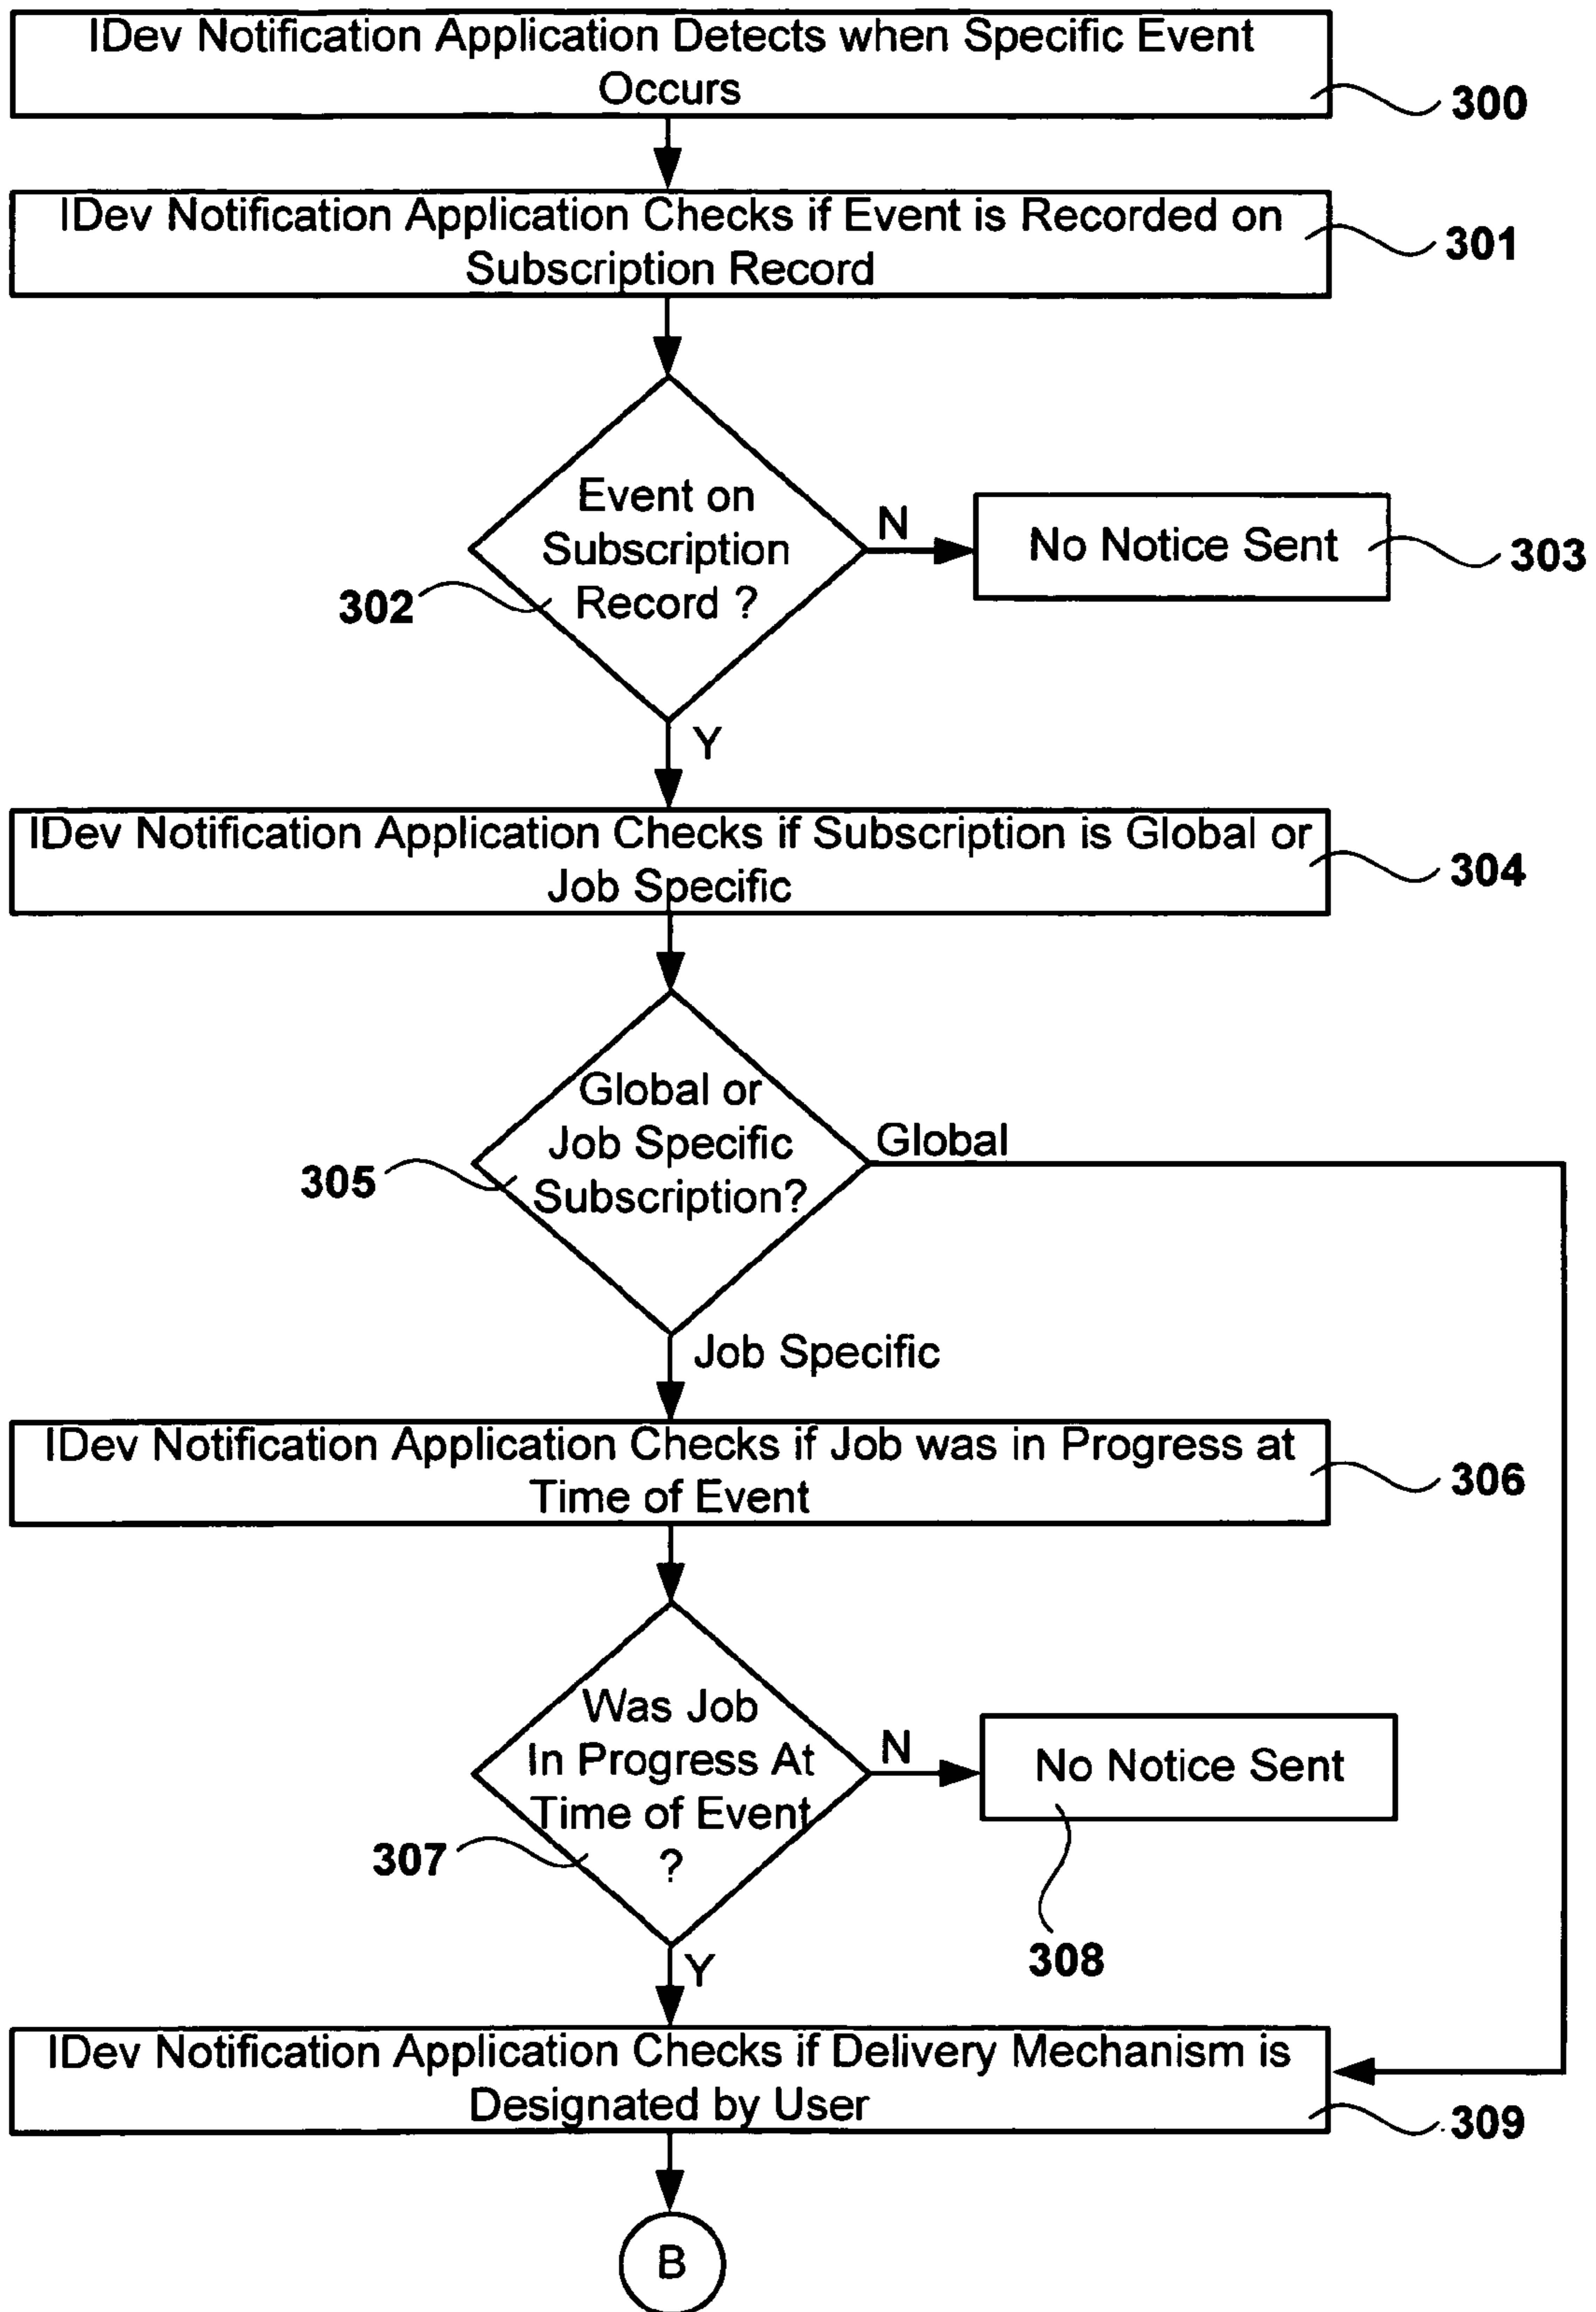 IDev Notification Application Detects when Specific Event
Occurs
300
IDev Notification Application Checks if Event is Recorded on
Subscription Record
301
Event on
Subscription
Record ?
302
N
No Notice Sent
303
Y
IDev Notification Application Checks if Subscription is Global or
Job Specific
304
Global or
Job Specific
Subscription?
305
Global
Job Specific
IDev Notification Application Checks if Job was in Progress at
Time of Event
306
Was Job
In Progress At
Time of Event
?
307
N
No Notice Sent
308
Y
IDev Notification Application Checks if Delivery Mechanism is
Designated by User
309
B